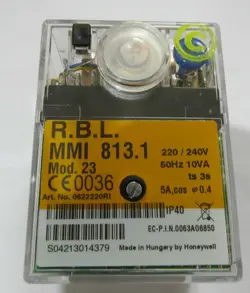 R.B.L.
MMI 813.1
Mod. 23
220 / 240V
50Hz 10VA
ts 3s
CE 0036
5A,cos φ 0,4
Art. No. 0622220RI
IP40
EC-P.I.N.0063A06850
S04213014379
Made in Hungary by Honeywell